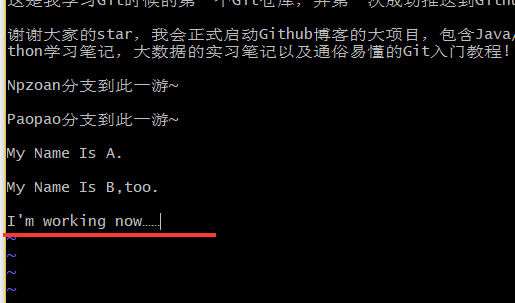 这是我学习Git时候的第一个Git仓库，并第一次成功推送到Github
谢谢大家的star，我会正式启动Github博客的大项目，包含Java/
thon学习笔记，大数据的实习笔记以及通俗易懂的Git入门教程！
Npzoan分支到此一游~
Paopao分支到此一游~
My Name Is A.
My Name Is B,too.
I'm working now……
~
~
~
~